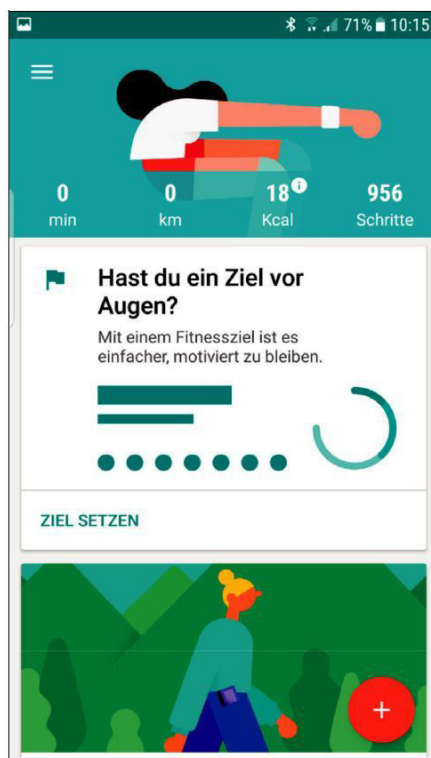 71% 10:15
0 0 18 956
min km Kcal Schritte
Hast du ein Ziel vor
Augen?
Mit einem Fitnessziel ist es
einfacher, motiviert zu bleiben.
ZIEL SETZEN